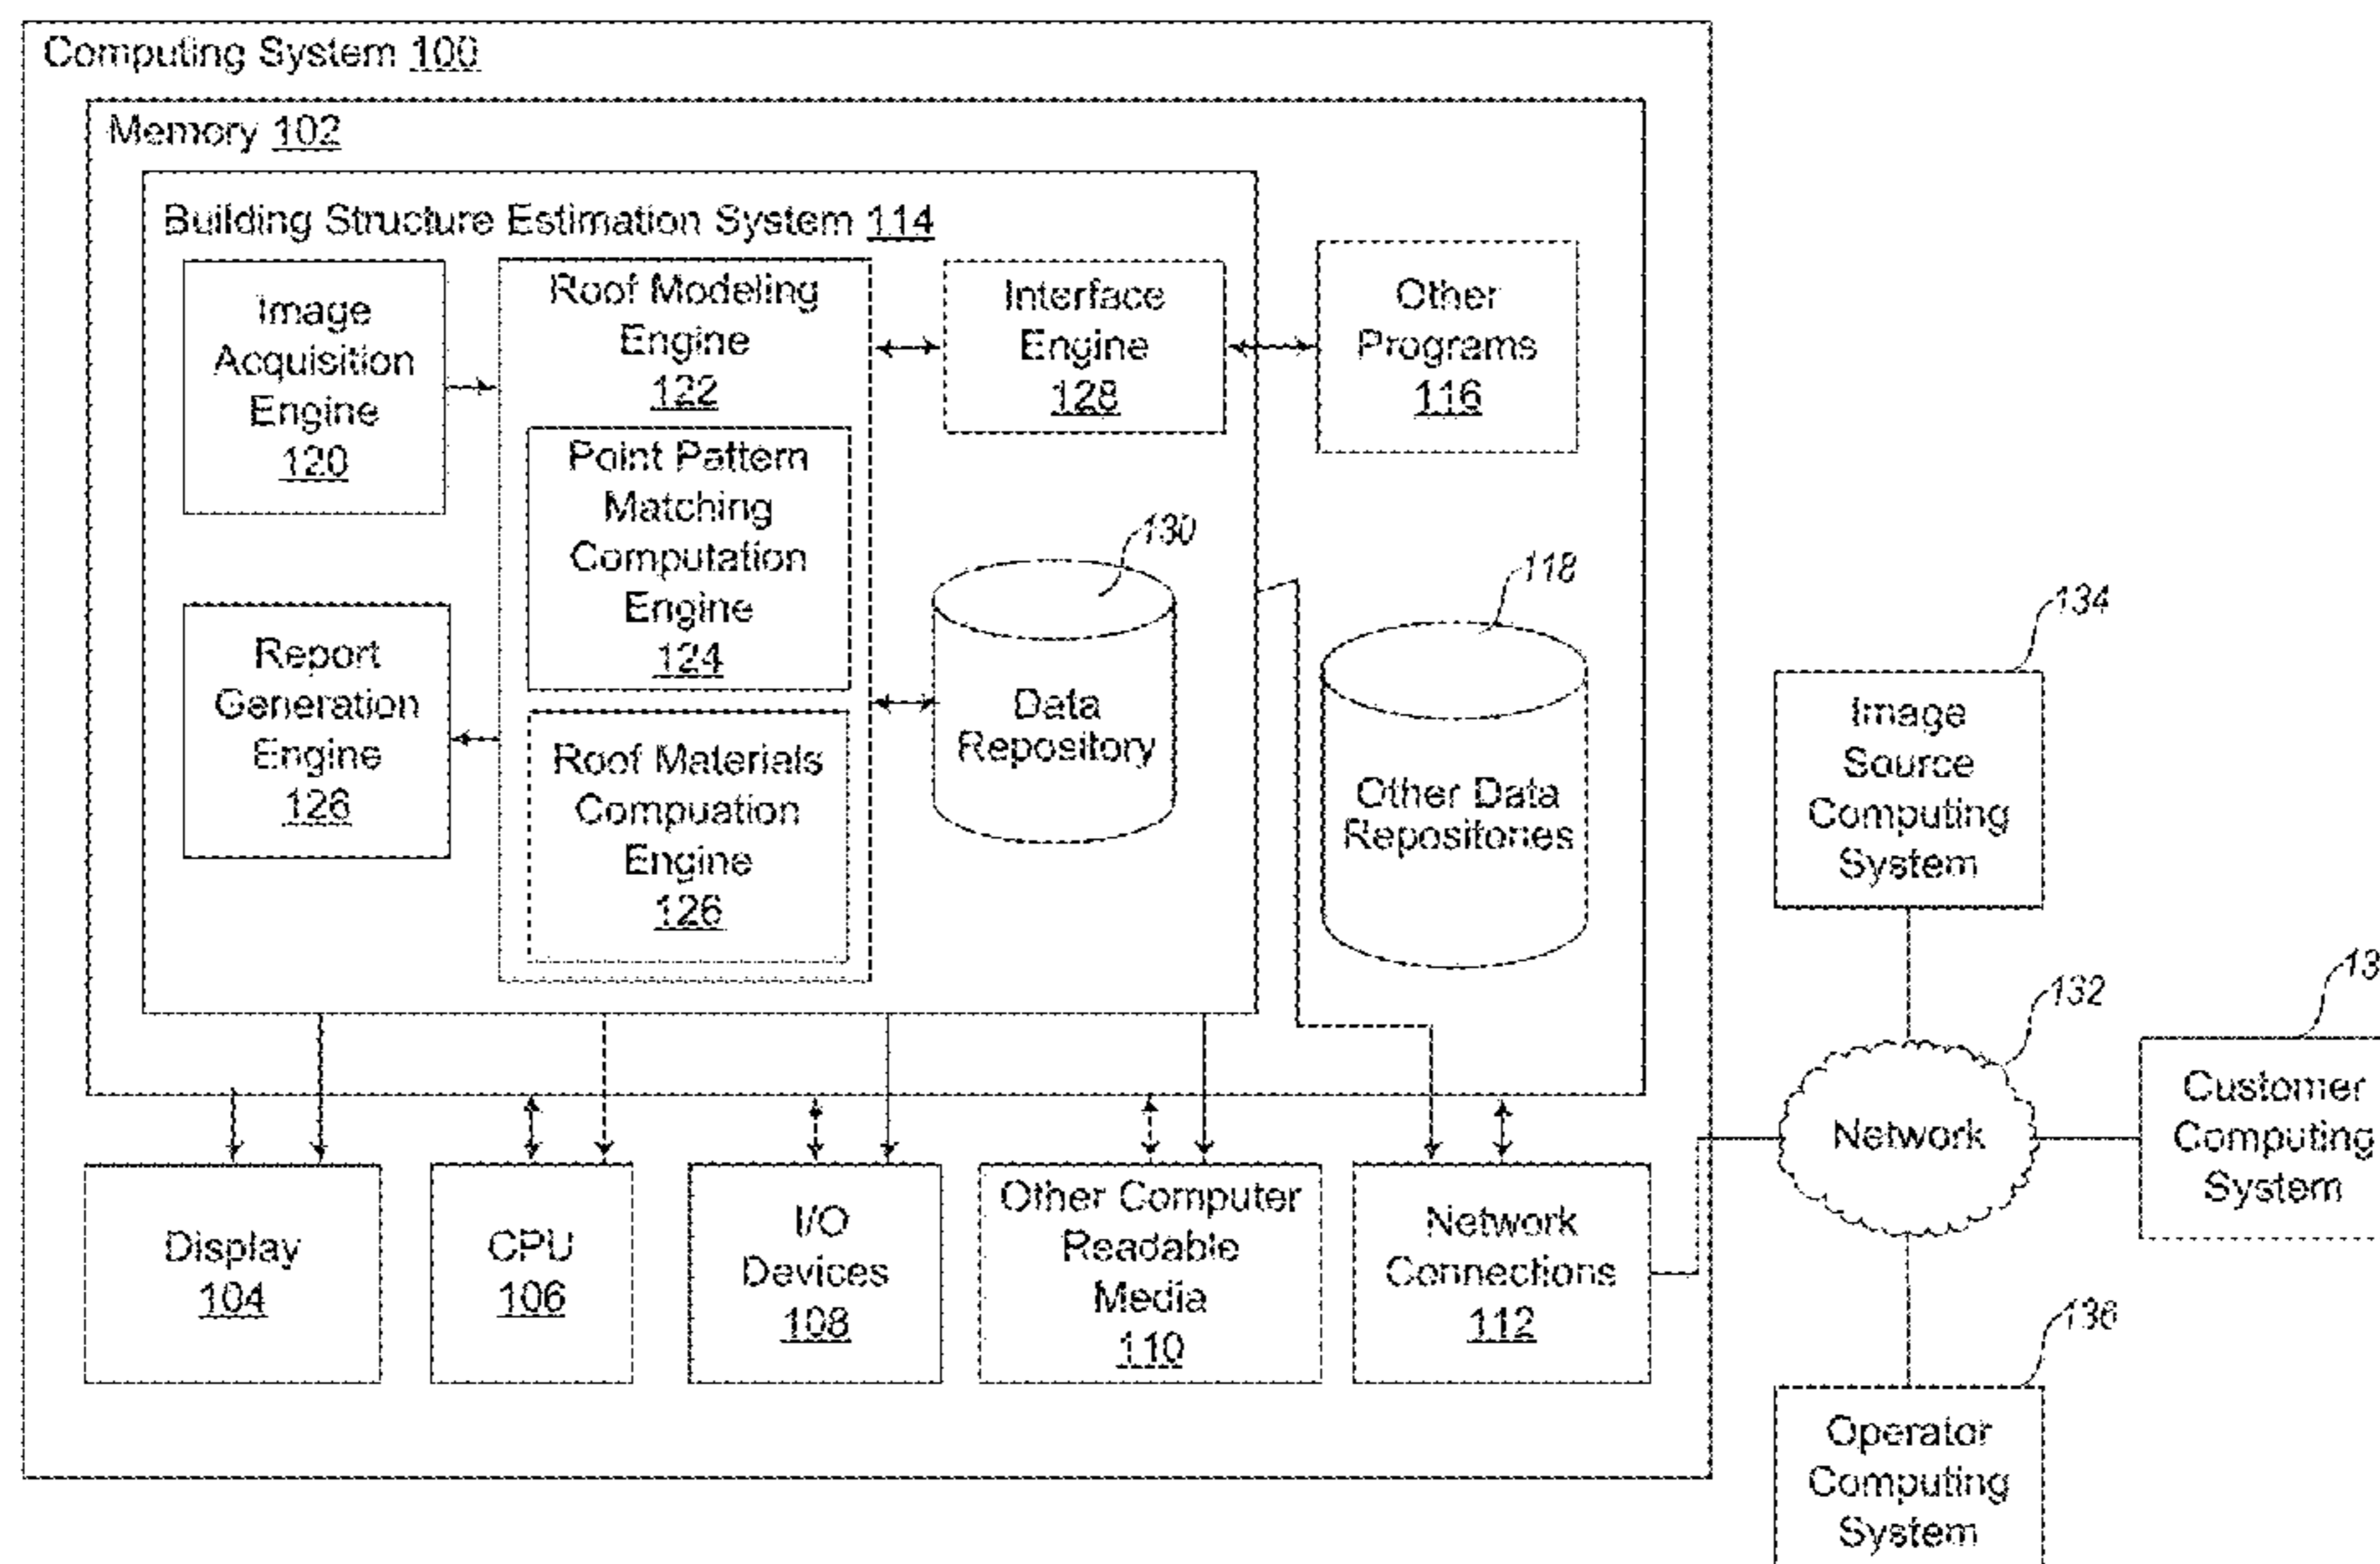 Computing System 100
Memory 102
Building Structure Estimation System 114
Image
Acquisition
Engine
120
Roof Modeling
Engine
122
Interface
Engine
128
Other
Programs
116
Point Pattern
Matching
Computation
Engine
124
Report
Generation
Engine
126
Roof Materials
Compuation
Engine
126
130
Data
Repository
118
Other Data
Repositories
134
Image
Source
Computing
System
132
Network
13
Customer
Computing
System
136
Operator
Computing
System
Display
104
CPU
106
I/O
Devices
108
Other Computer
Readable
Media
110
Network
Connections
112